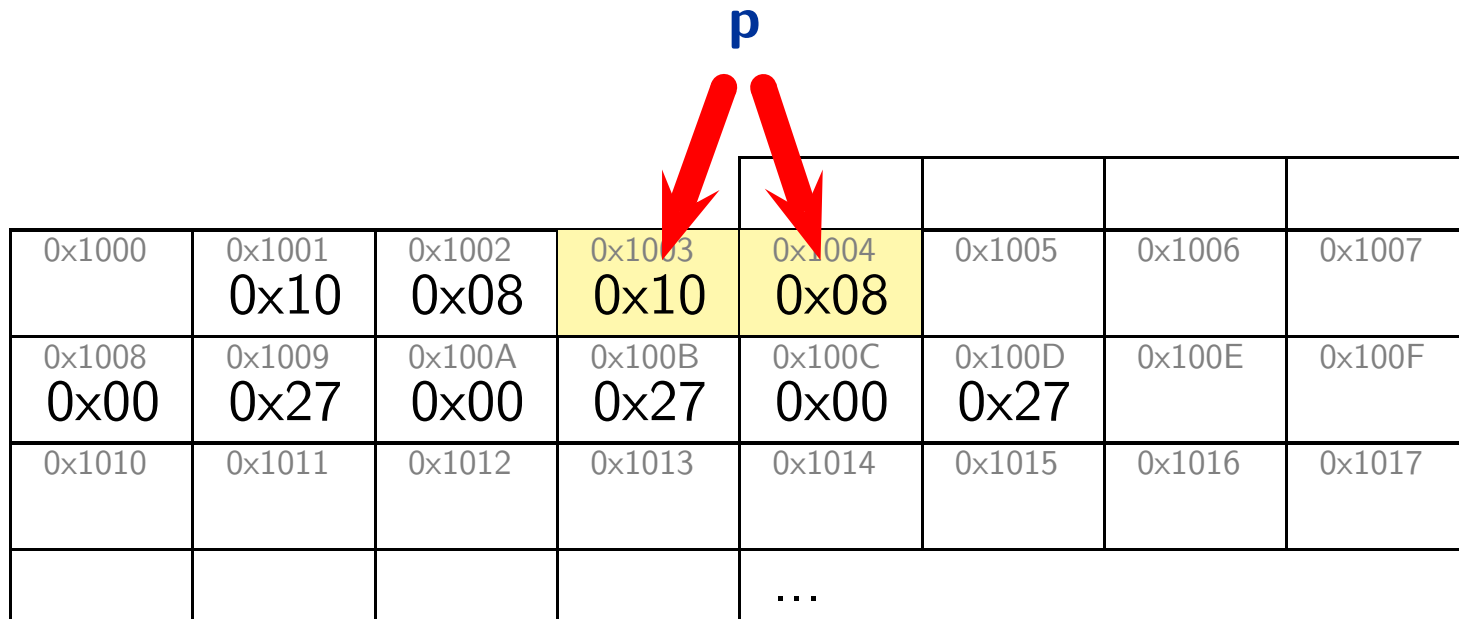 p
0x1000 0x1001 0x1002 0x1003 0x1004 0x1005 0x1006 0x1007
0x10 0x08 0x10 0x08
0x1008 0x1009 0x100A 0x100B 0x100C 0x100D 0x100E 0x100F
0x00 0x27 0x00 0x27 0x00 0x27
0x1010 0x1011 0x1012 0x1013 0x1014 0x1015 0x1016 0x1017
...